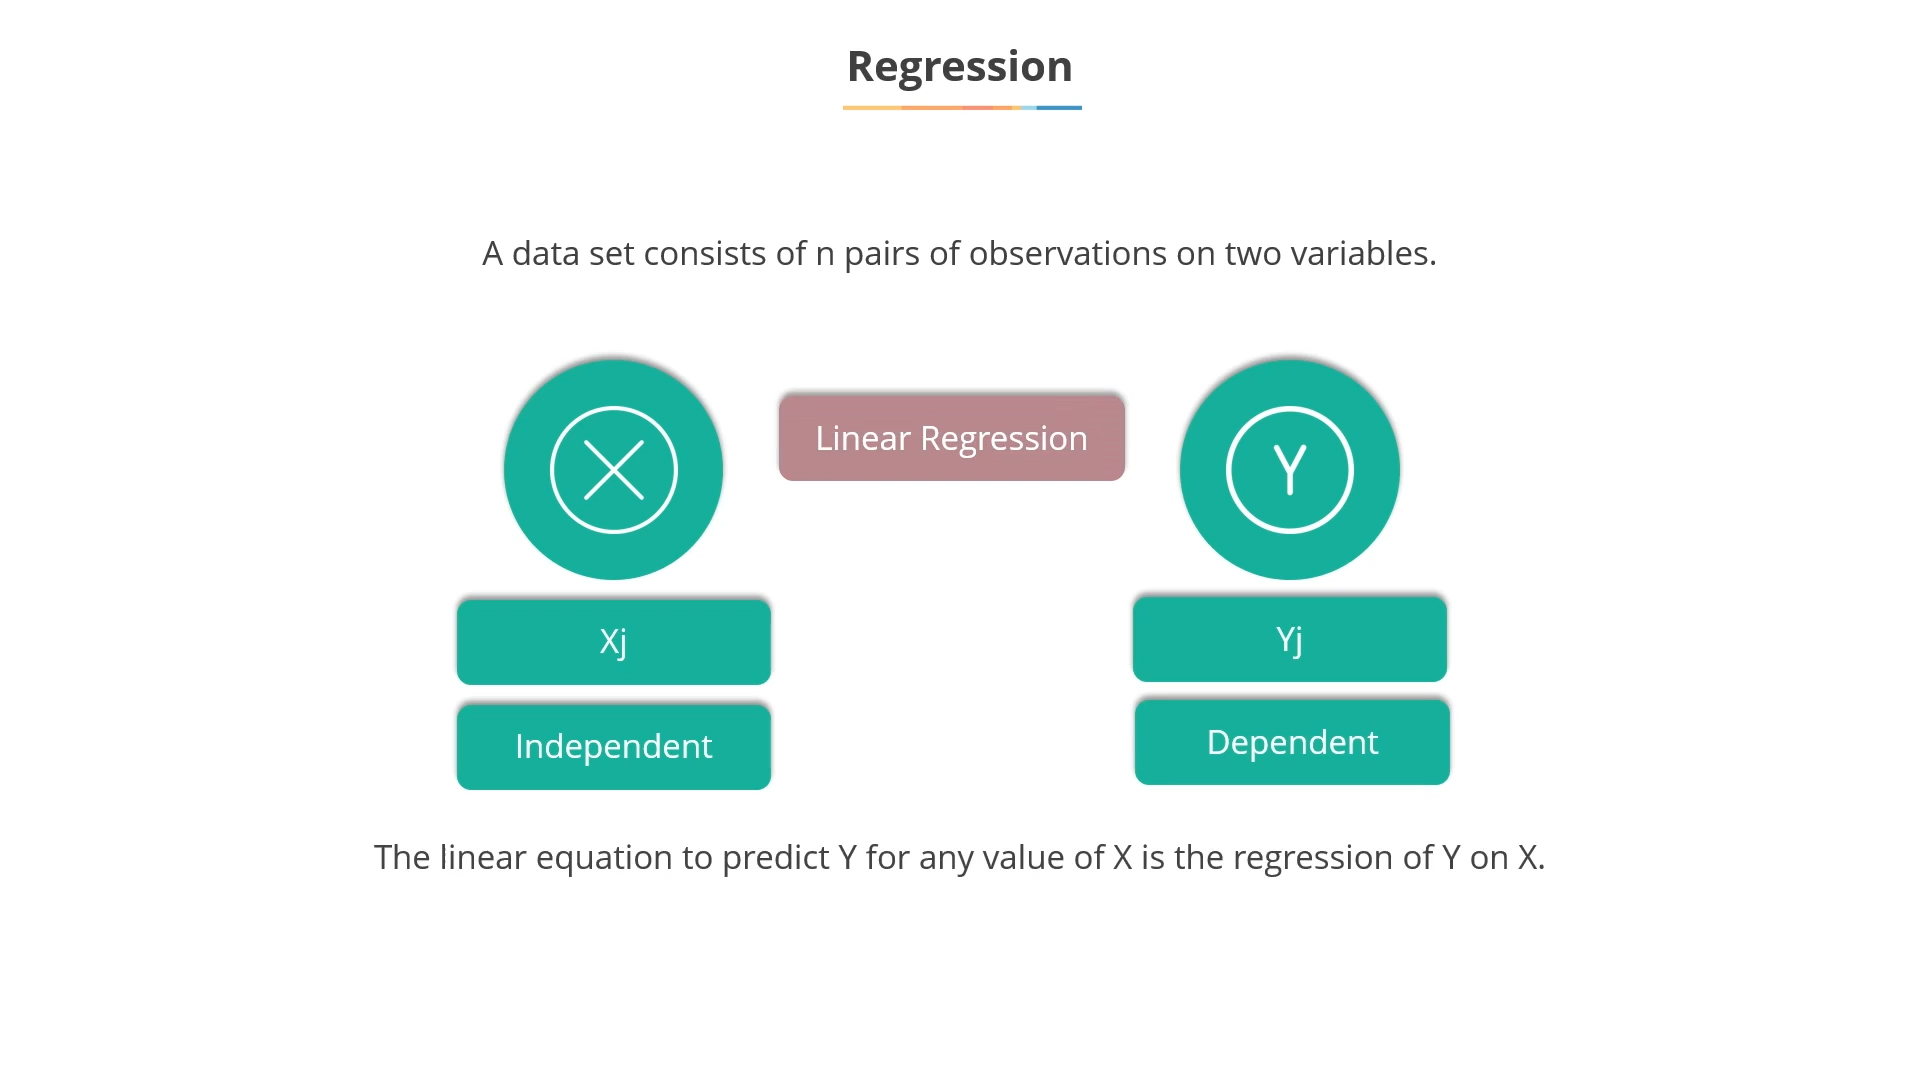 Regression
A data set consists of n pairs of observations on two variables.
X
Linear Regression
Y
Xj
Yj
Independent
Dependent
The linear equation to predict Y for any value of X is the regression of Y on X.